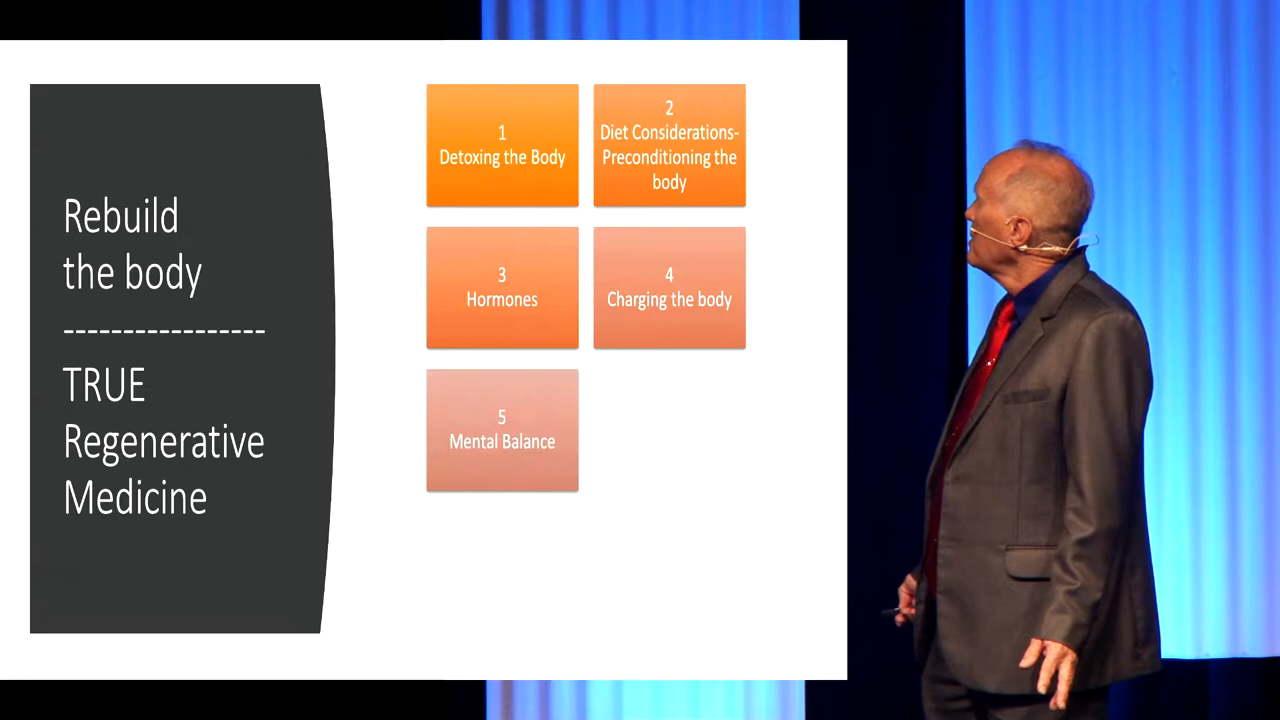 Rebuild
the body
-----------------
TRUE
Regenerative
Medicine
1
Detoxing the Body
2
Diet Considerations-
Preconditioning the
body
3
Hormones
4
Charging the body
5
Mental Balance